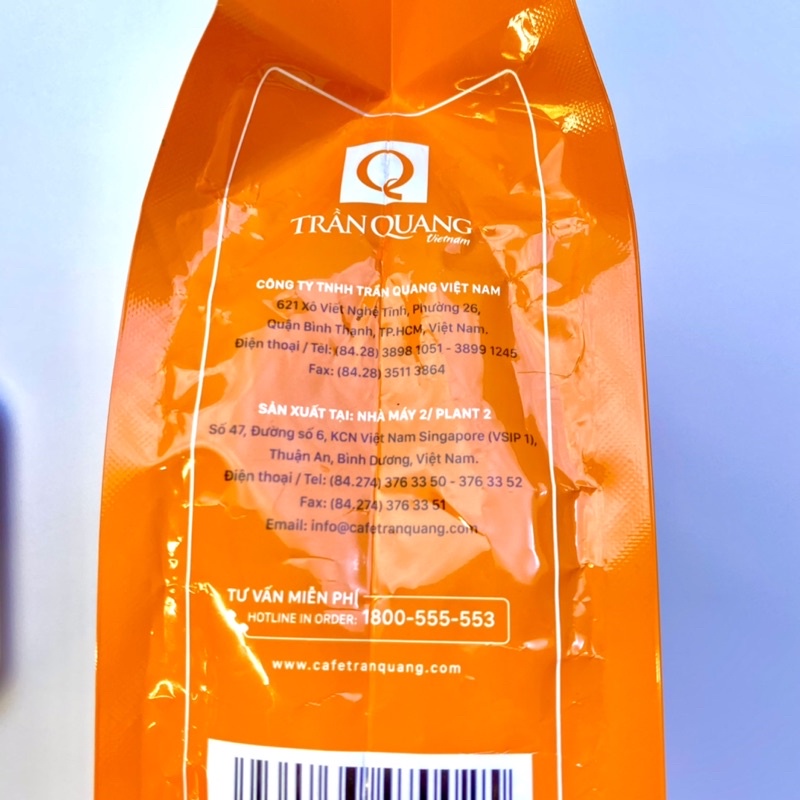 Q
TRẦN QUANG
Vietnam
CÔNG TY TNHH TRẦN QUANG VIỆT NAM
621 Xô Viết Nghệ Tĩnh, Phường 26,
Quận Bình Thạnh, TP.HCM, Việt Nam.
Điện thoại / Tel: (84.28) 3898 1051 - 3899 1245
Fax: (84.28) 3511 3864
SẢN XUẤT TẠI: NHÀ MÁY 2/ PLANT 2
Số 47, Đường số 6, KCN Việt Nam Singapore (VSIP 1),
Thuận An, Bình Dương, Việt Nam.
Điện thoại / Tel: (84.274) 376 33 50 - 376 33 52
Fax: (84.274) 376 33 51
Email: info@cafetranquang.com
TƯ VẤN MIỄN PHÍ
HOTLINE IN ORDER: 1800-555-553
www.cafetranquang.com